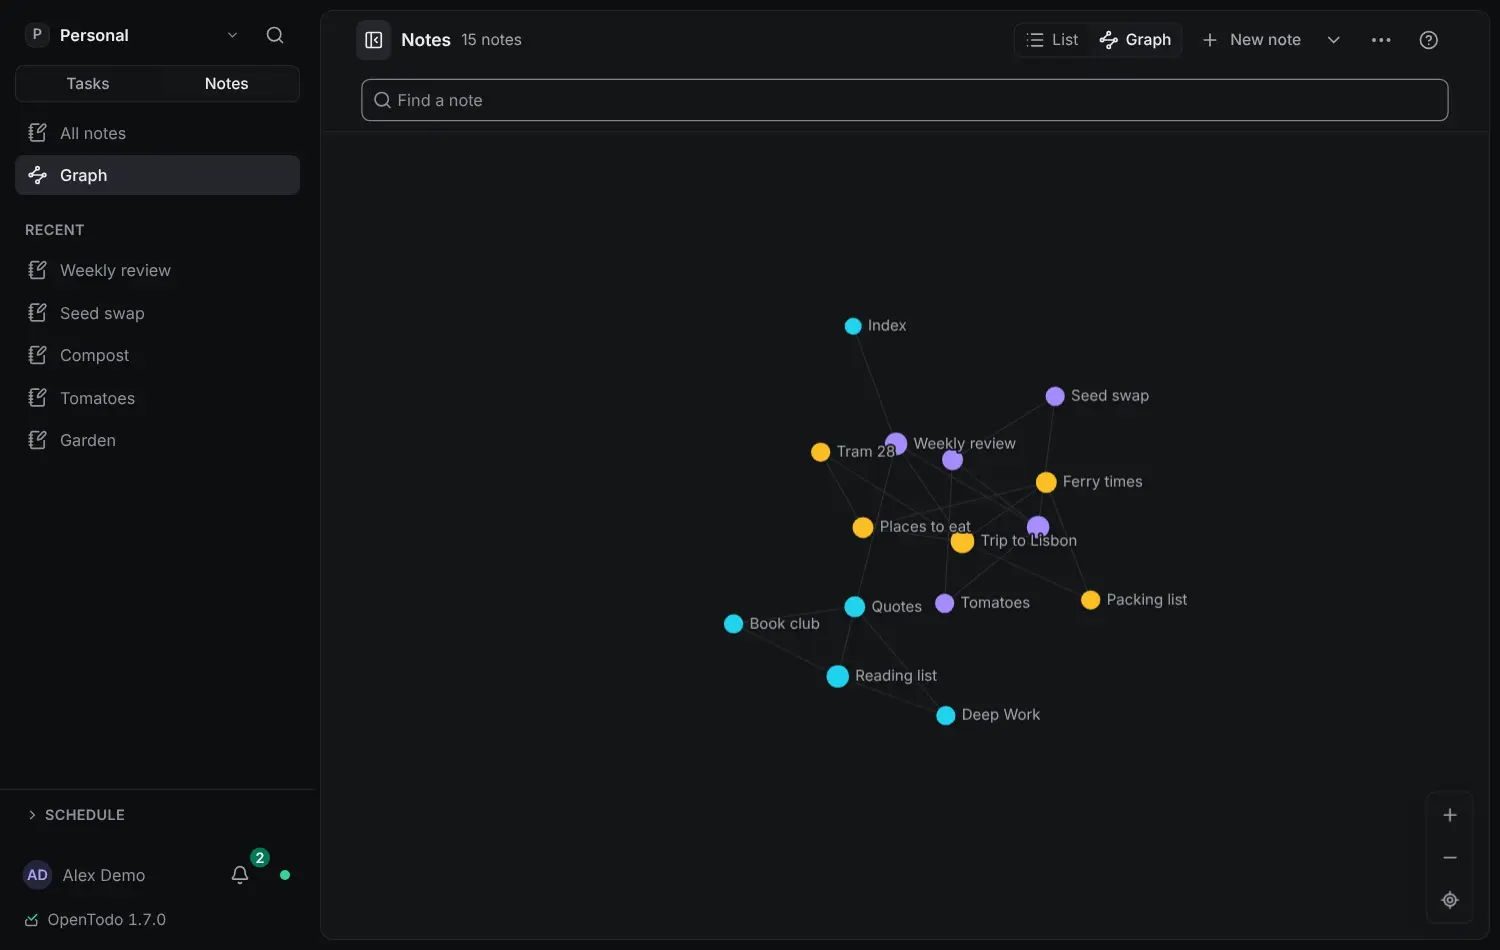 P Personal
Tasks Notes
All notes
Graph
RECENT
Weekly review
Seed swap
Compost
Tomatoes
Garden
SCHEDULE
AD Alex Demo 2
OpenTodo 1.7.0
Notes 15 notes
List Graph New note
Find a note
Index
Seed swap
Weekly review
Tram 28
Ferry times
Places to eat
Trip to Lisbon
Packing list
Quotes
Tomatoes
Book club
Reading list
Deep Work